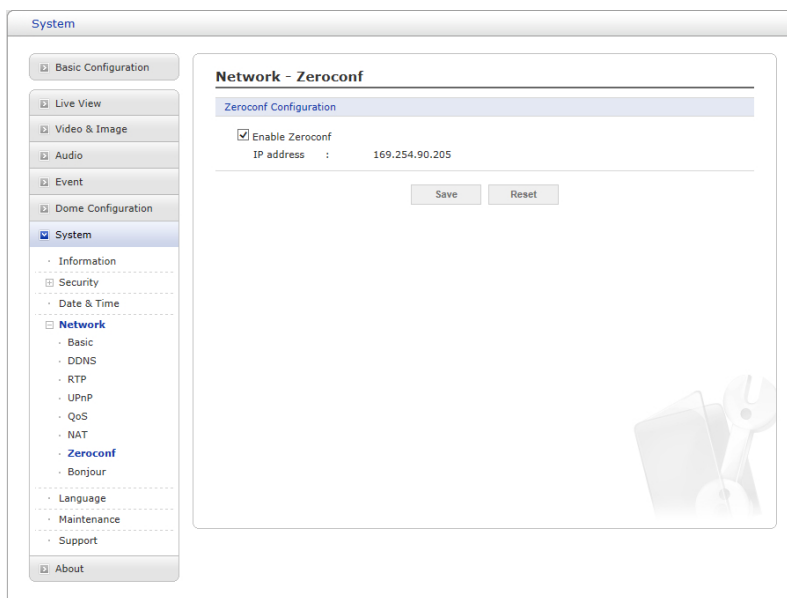 System
Basic Configuration
Live View
Video & Image
Audio
Event
Dome Configuration
System
· Information
Security
· Date & Time
Network
· Basic
· DDNS
· RTP
· UPnP
· QoS
· NAT
· Zeroconf
· Bonjour
· Language
· Maintenance
· Support
About
Network - Zeroconf
Zeroconf Configuration
Enable Zeroconf
IP address : 169.254.90.205
Save Reset